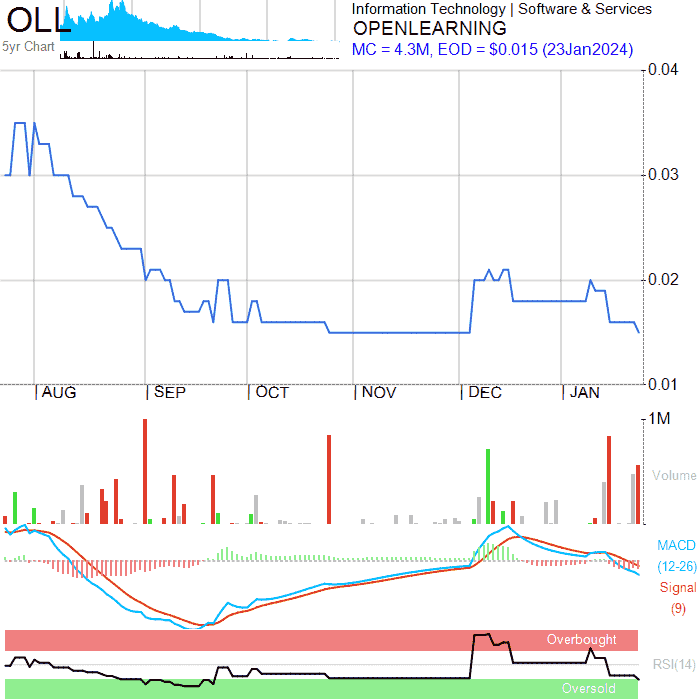 OLL
5yr Chart
Information Technology | Software & Services
OPENLEARNING
MC = 4.3M, EOD = $0.015 (23Jan2024)
0.04
0.03
0.02
0.01
AUG SEP OCT NOV DEC JAN
1M
Volume
MACD
(12-26)
Signal
(9)
Overbought
RSI(14)
Oversold